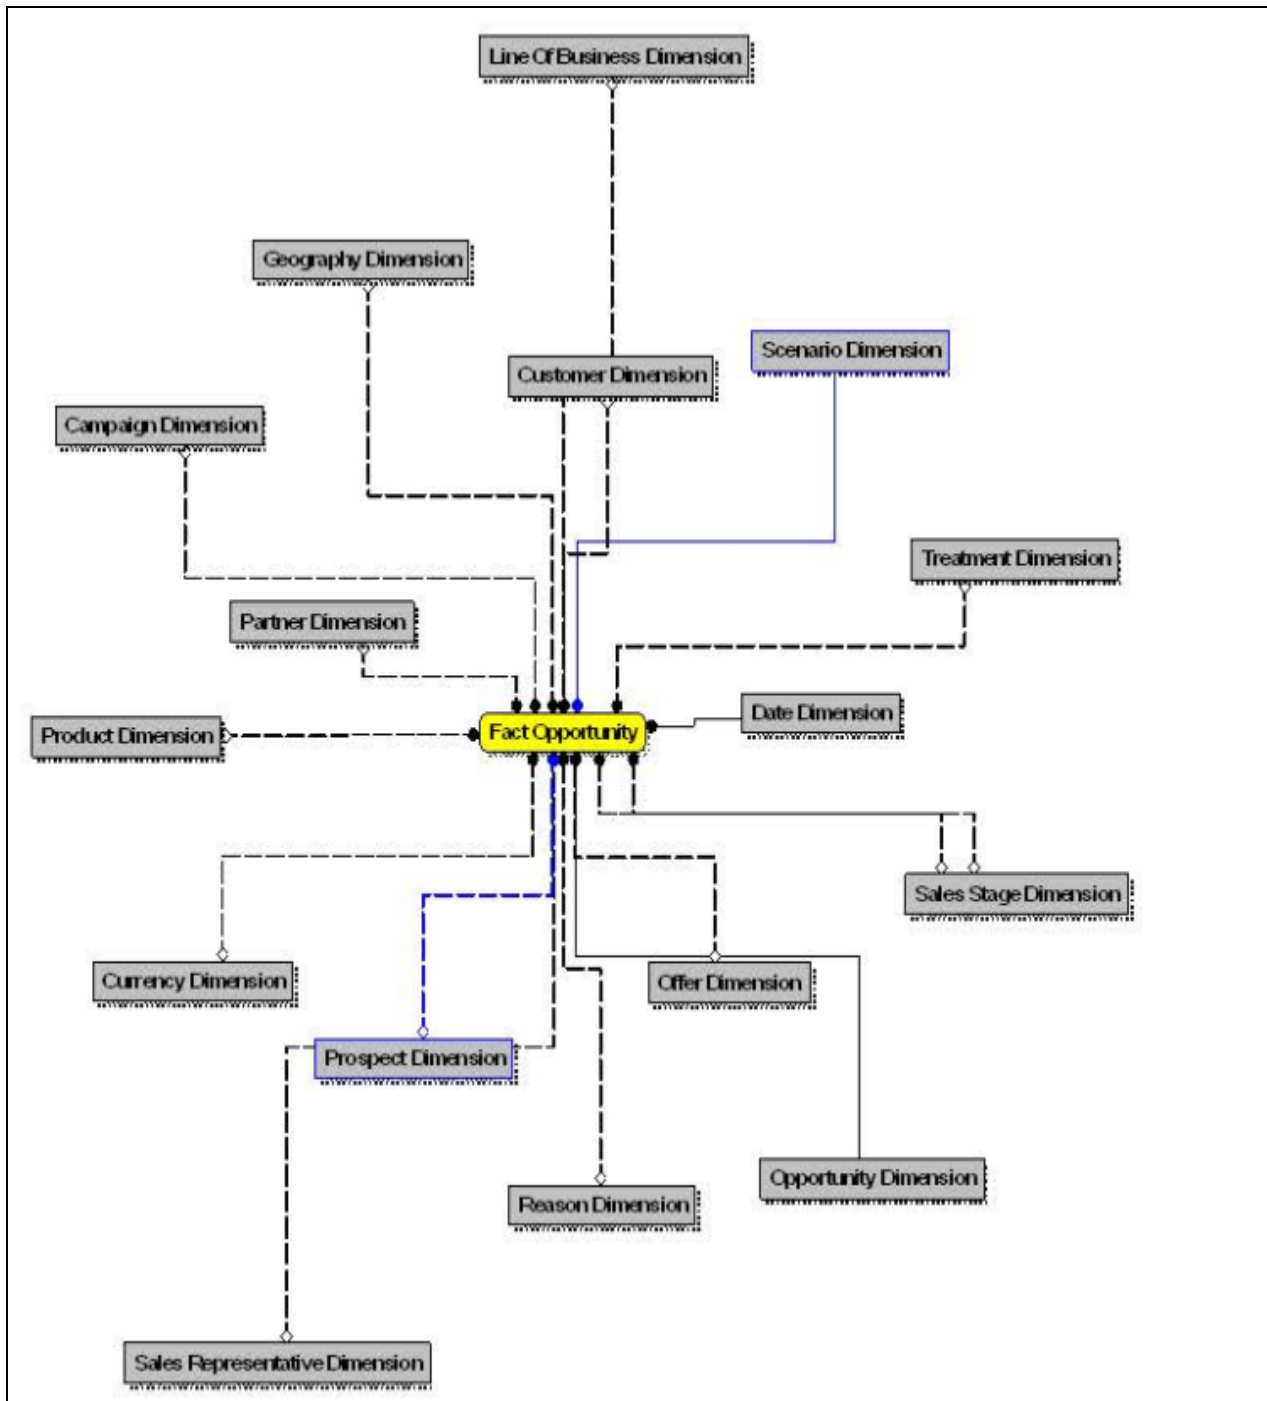 Line Of Business Dimension
Geography Dimension
Scenario Dimension
Customer Dimension
Campaign Dimension
Treatment Dimension
Partner Dimension
Date Dimension
Fact Opportunity
Product Dimension
Sales Stage Dimension
Currency Dimension
Offer Dimension
Prospect Dimension
Opportunity Dimension
Reason Dimension
Sales Representative Dimension